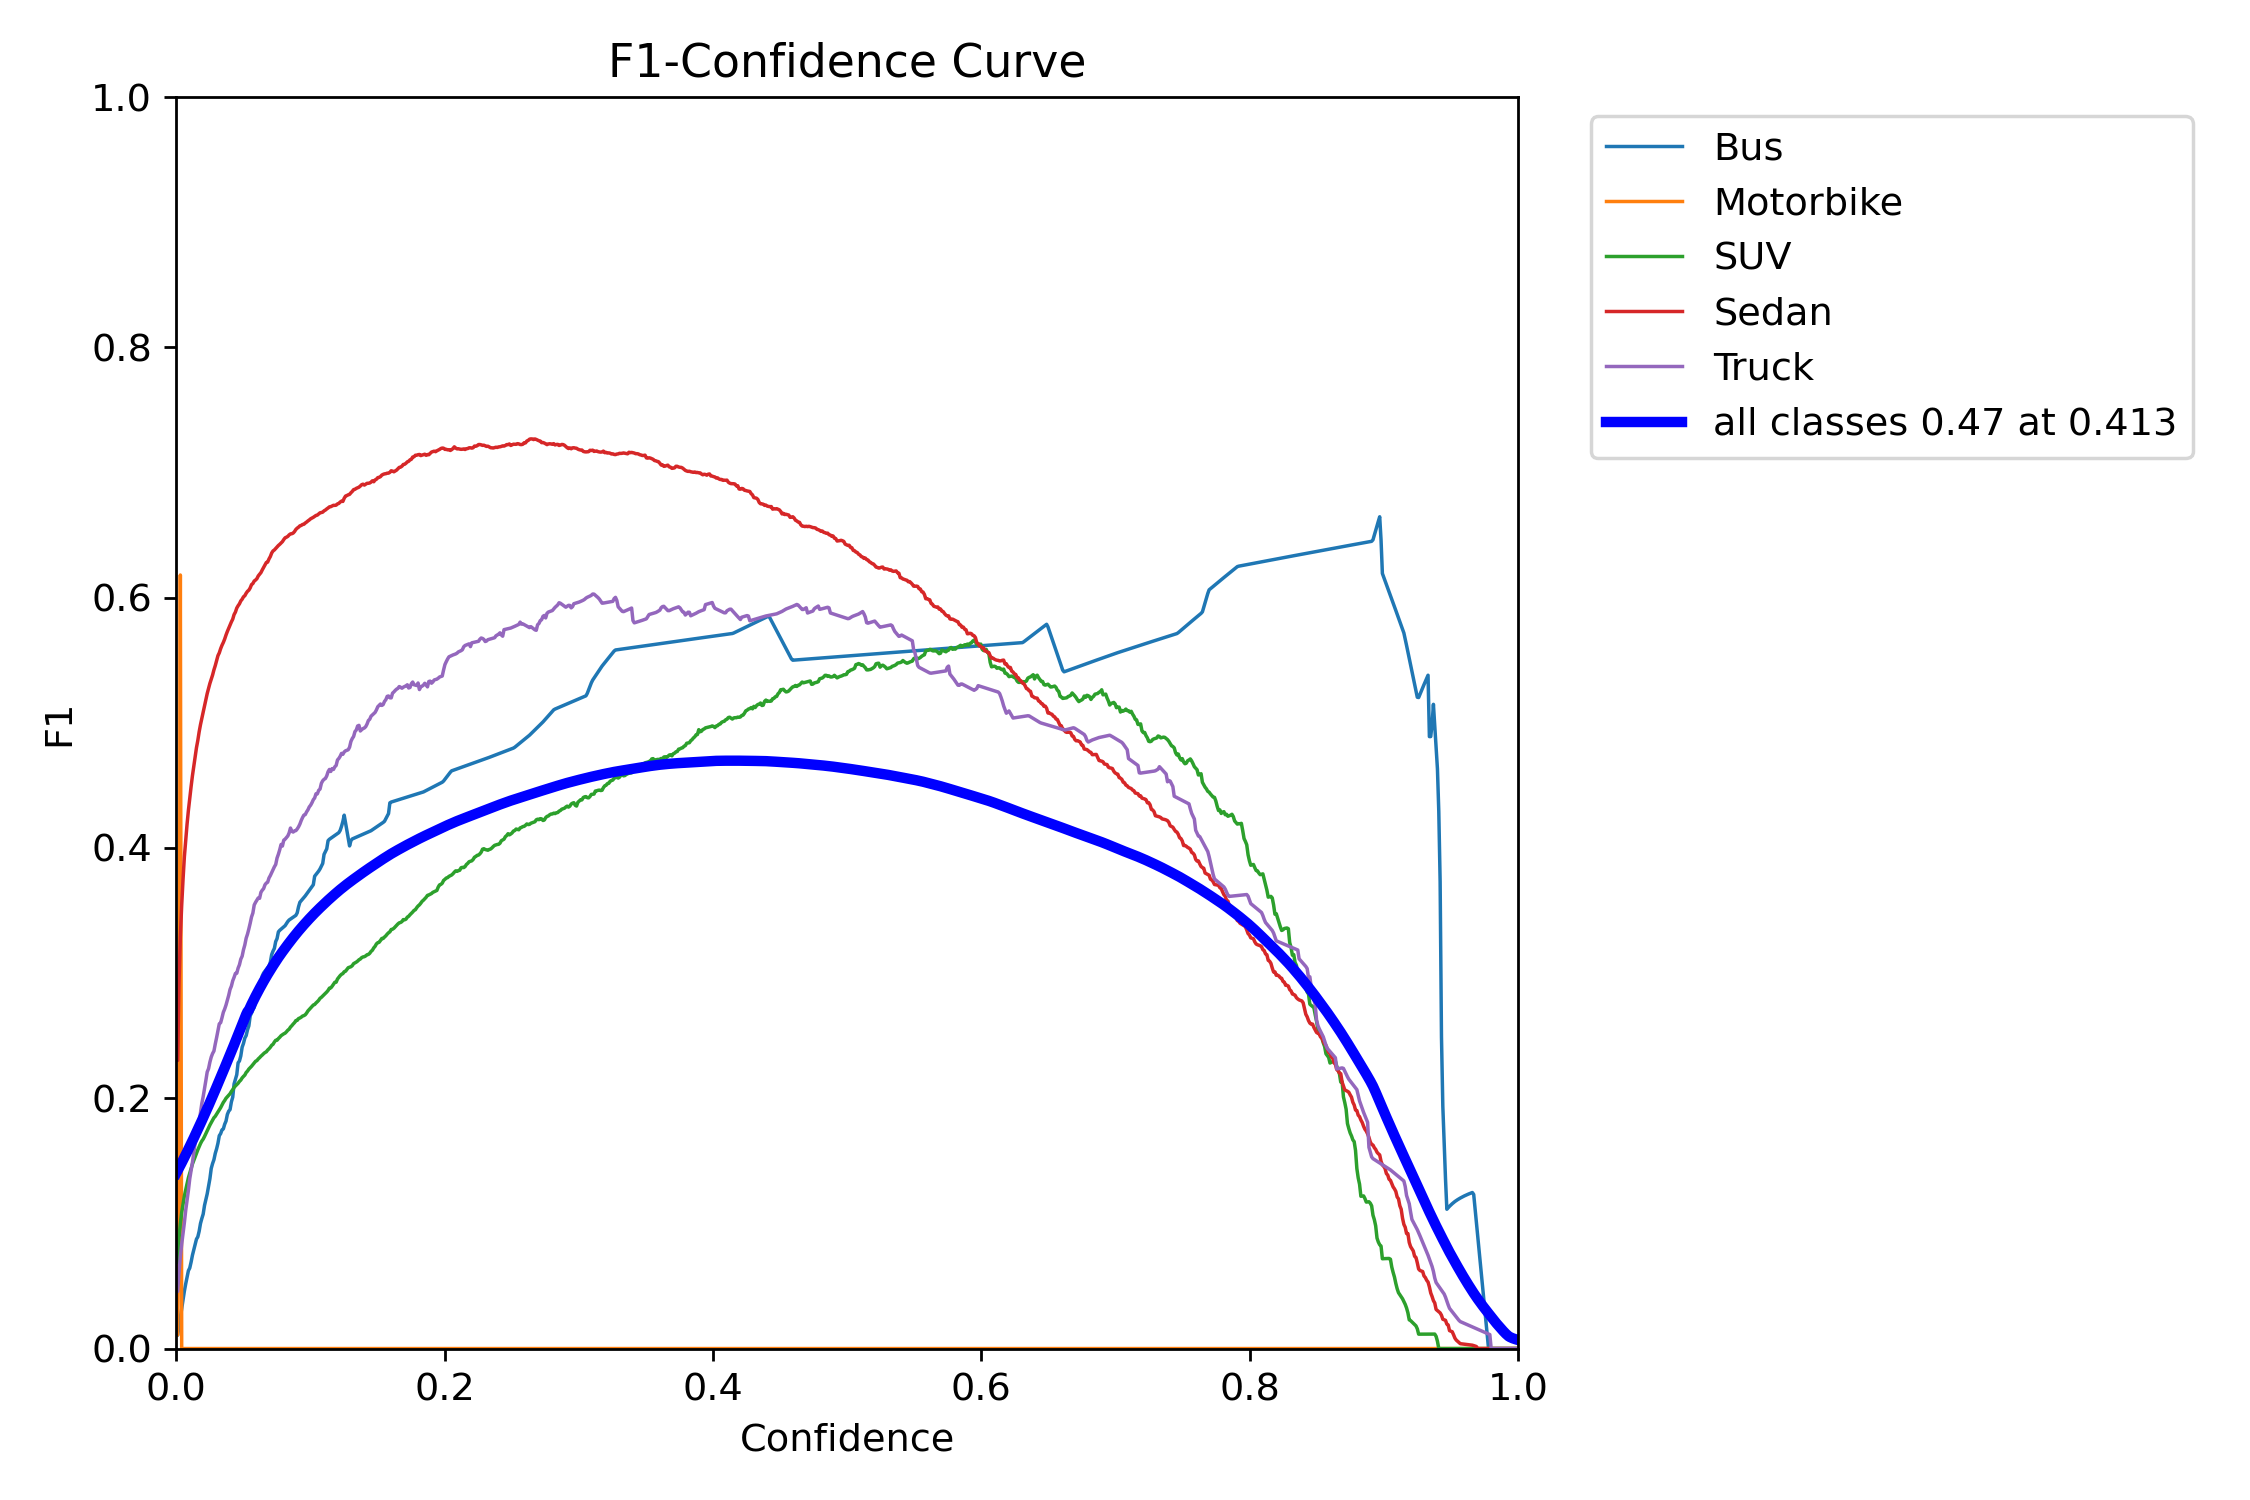 F1-Confidence Curve
1.0
0.8
0.6
0.4
0.2
0.0
F1
0.0 0.2 0.4 0.6 0.8 1.0
Confidence
Bus
Motorbike
SUV
Sedan
Truck
all classes 0.47 at 0.413